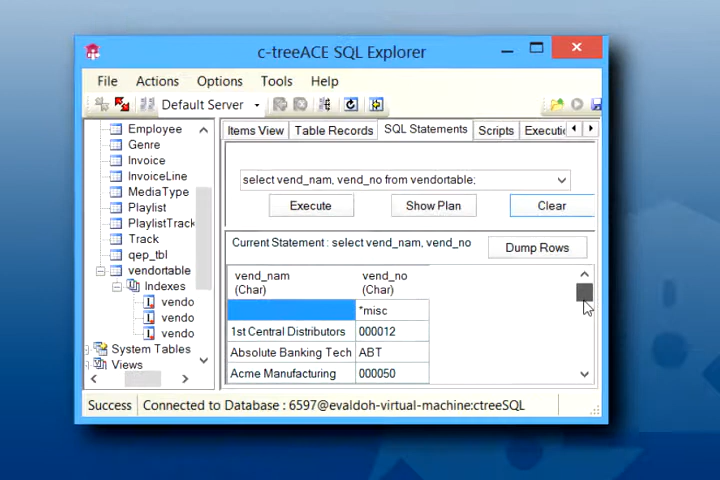 c-treeACE SQL Explorer
File Actions Options Tools Help
Default Server
Employee
Genre
Invoice
InvoiceLine
MediaType
Playlist
PlaylistTrack
Track
qep_tbl
vendortable
Indexes
vendo
vendo
vendo
System Tables
Views
Items View Table Records SQL Statements Scripts Executio
select vend_nam, vend_no from vendortable;
Execute Show Plan Clear
Current Statement : select vend_nam, vend_no
Dump Rows
vend_nam (Char) vend_no (Char)
*misc
1st Central Distributors 000012
Absolute Banking Tech ABT
Acme Manufacturing 000050
Success Connected to Database : 6597@evaldoh-virtual-machine:ctreeSQL